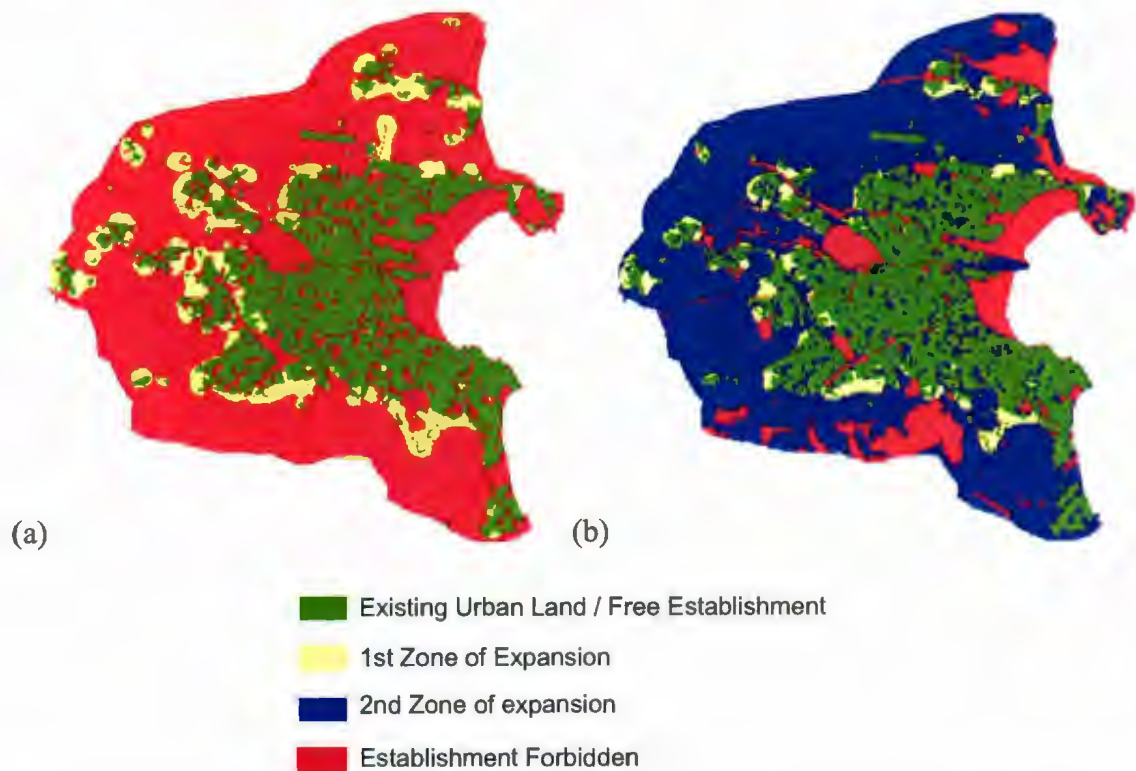 (a)
(b)
Existing Urban Land / Free Establishment
1st Zone of Expansion
2nd Zone of expansion
Establishment Forbidden